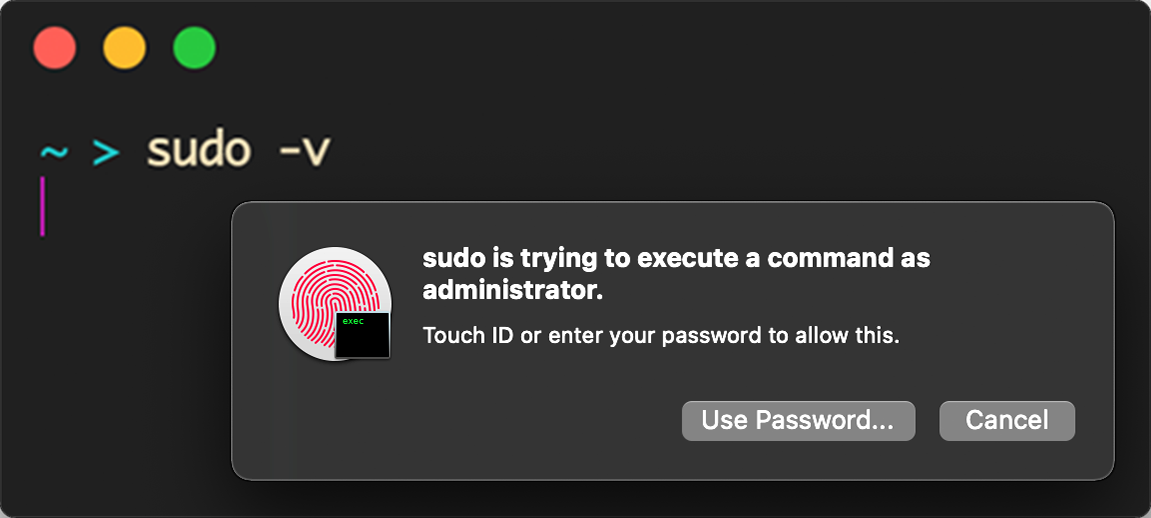 ~ > sudo -v
sudo is trying to execute a command as
administrator.
exec
Touch ID or enter your password to allow this.
Use Password...
Cancel